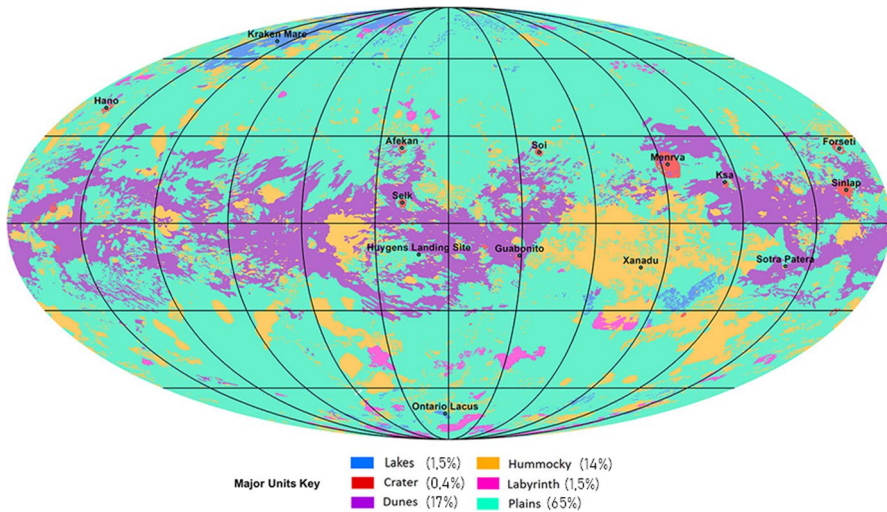 Kraken Mare
Hano
Afekan
Soi
Forseti
Menrva
Ksa
Selk
Sinlap
Huygens Landing Site
Guabonito
Xanadu
Sotra Patera
Ontario Lacus
Major Units Key
Lakes (1,5%)
Crater (0,4%)
Dunes (17%)
Hummocky (14%)
Labyrinth (1,5%)
Plains (65%)